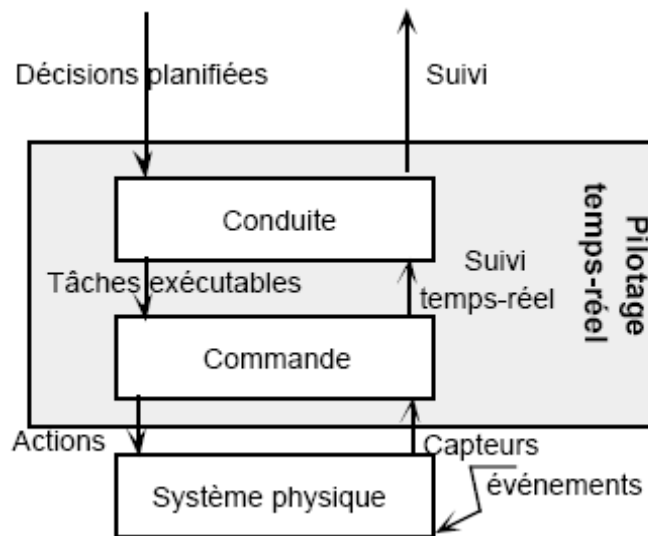 Décisions planifiées
Suivi
Conduite
Pilotage
temps-réel
Tâches exécutables
Suivi
temps-réel
Commande
Actions
Capteurs
Système physique
événements